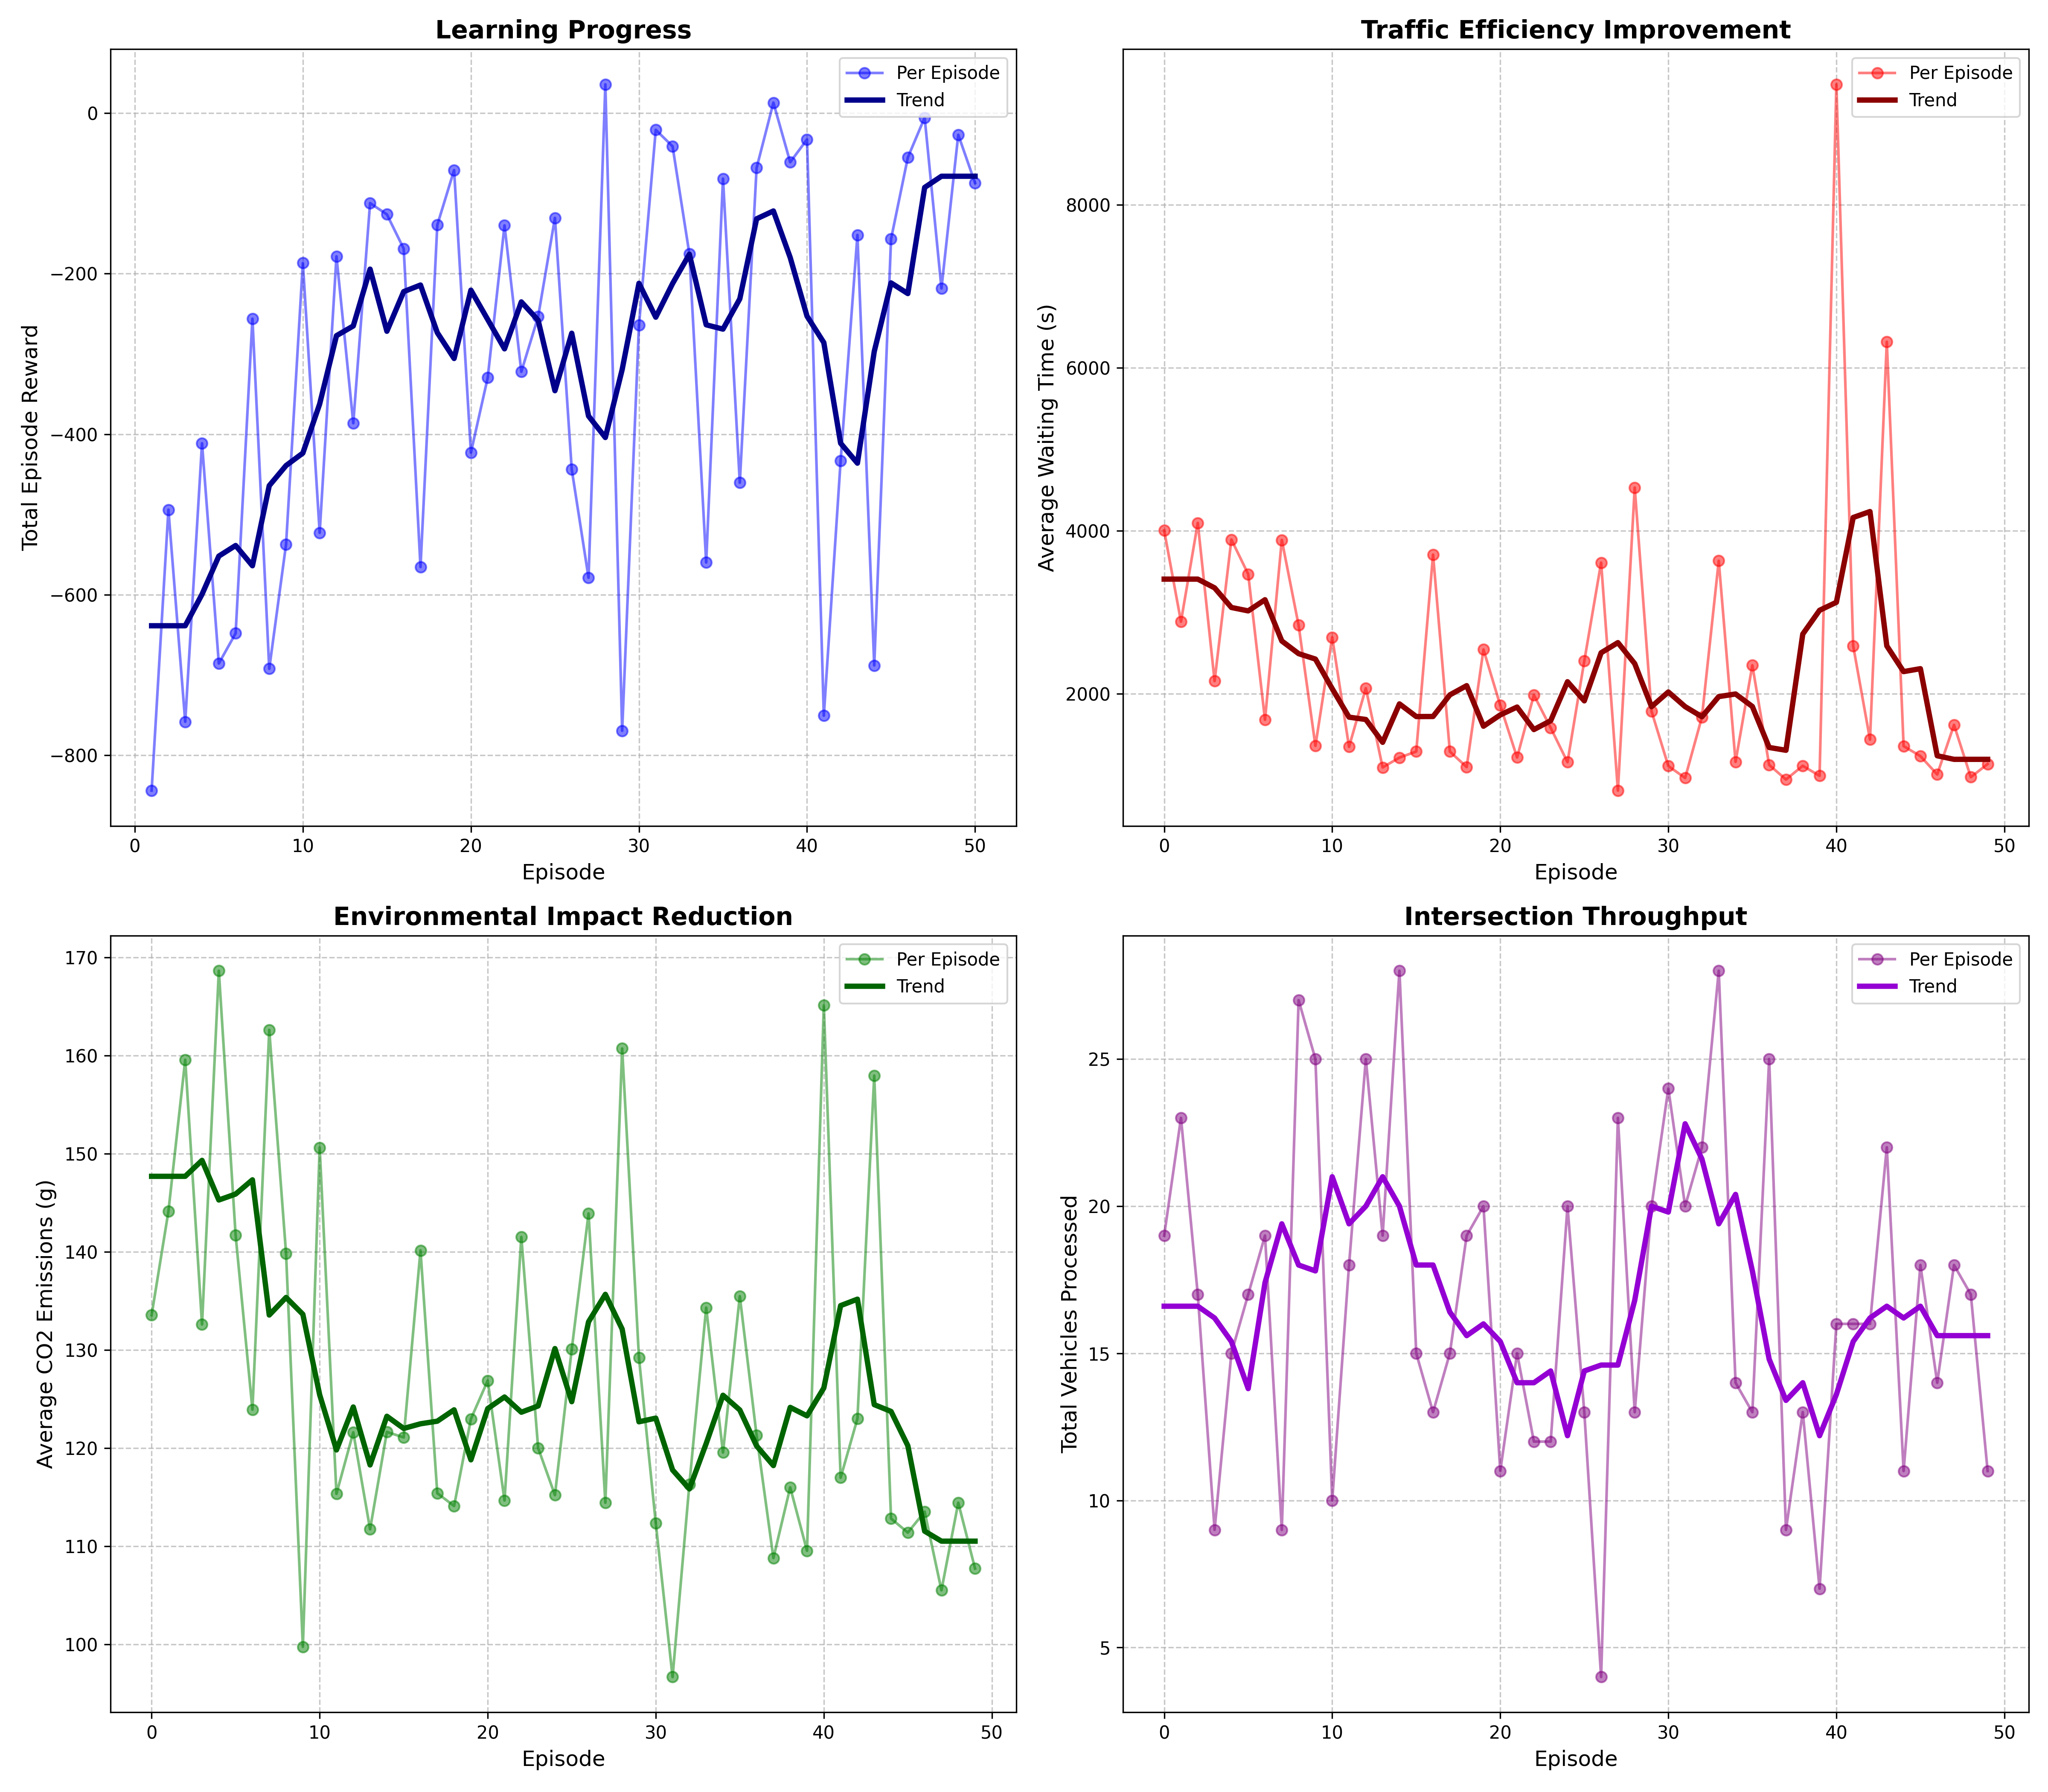 Learning Progress
Total Episode Reward
0
−200
−400
−600
−800
Per Episode
Trend
0 10 20 30 40 50
Episode
Traffic Efficiency Improvement
Average Waiting Time (s)
8000
6000
4000
2000
Per Episode
Trend
0 10 20 30 40 50
Episode
Environmental Impact Reduction
Average CO2 Emissions (g)
170
160
150
140
130
120
110
100
Per Episode
Trend
0 10 20 30 40 50
Episode
Intersection Throughput
Total Vehicles Processed
25
20
15
10
5
Per Episode
Trend
0 10 20 30 40 50
Episode